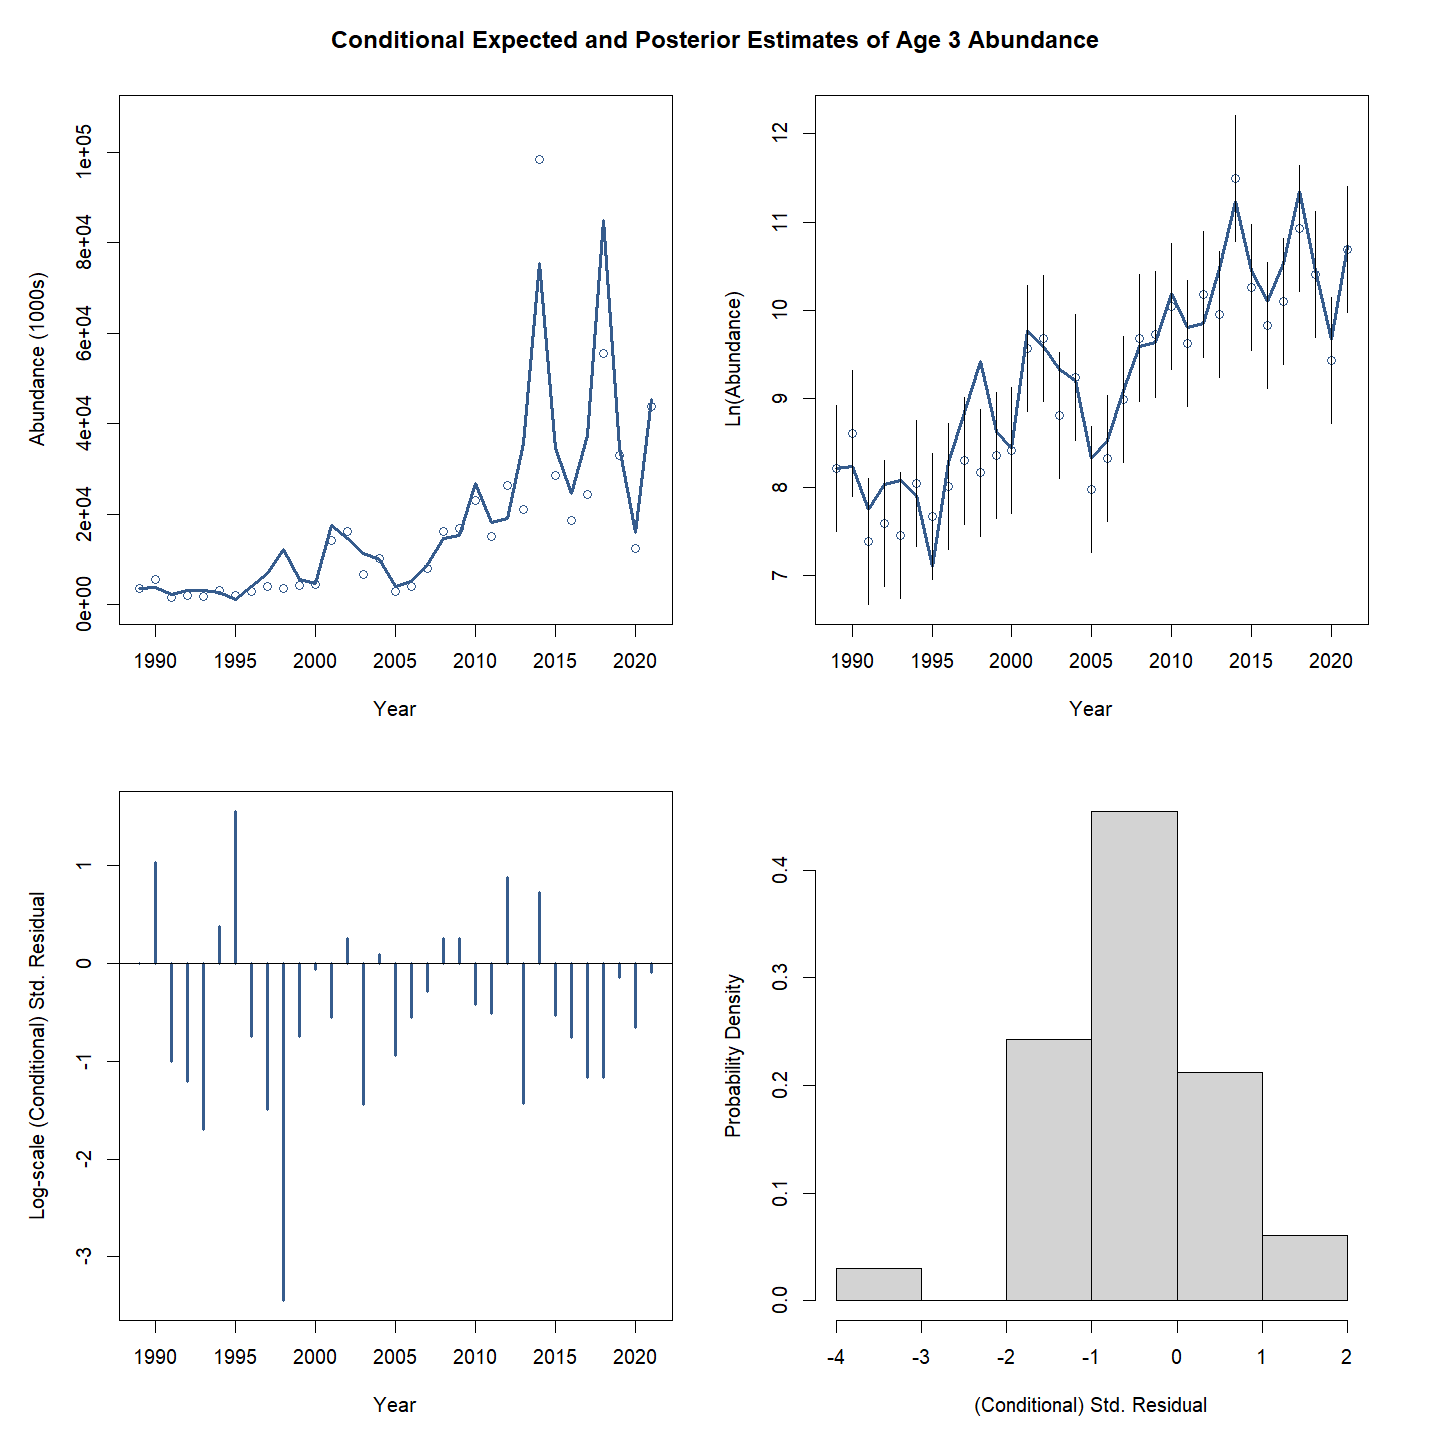 Conditional Expected and Posterior Estimates of Age 3 Abundance
Abundance (1000s)
1e+05
8e+04
6e+04
4e+04
2e+04
0e+00
1990 1995 2000 2005 2010 2015 2020
Year
Ln(Abundance)
12
11
10
9
8
7
1990 1995 2000 2005 2010 2015 2020
Year
Log-scale (Conditional) Std. Residual
1
0
-1
-2
-3
1990 1995 2000 2005 2010 2015 2020
Year
Probability Density
0.4
0.3
0.2
0.1
0.0
-4 -3 -2 -1 0 1 2
(Conditional) Std. Residual